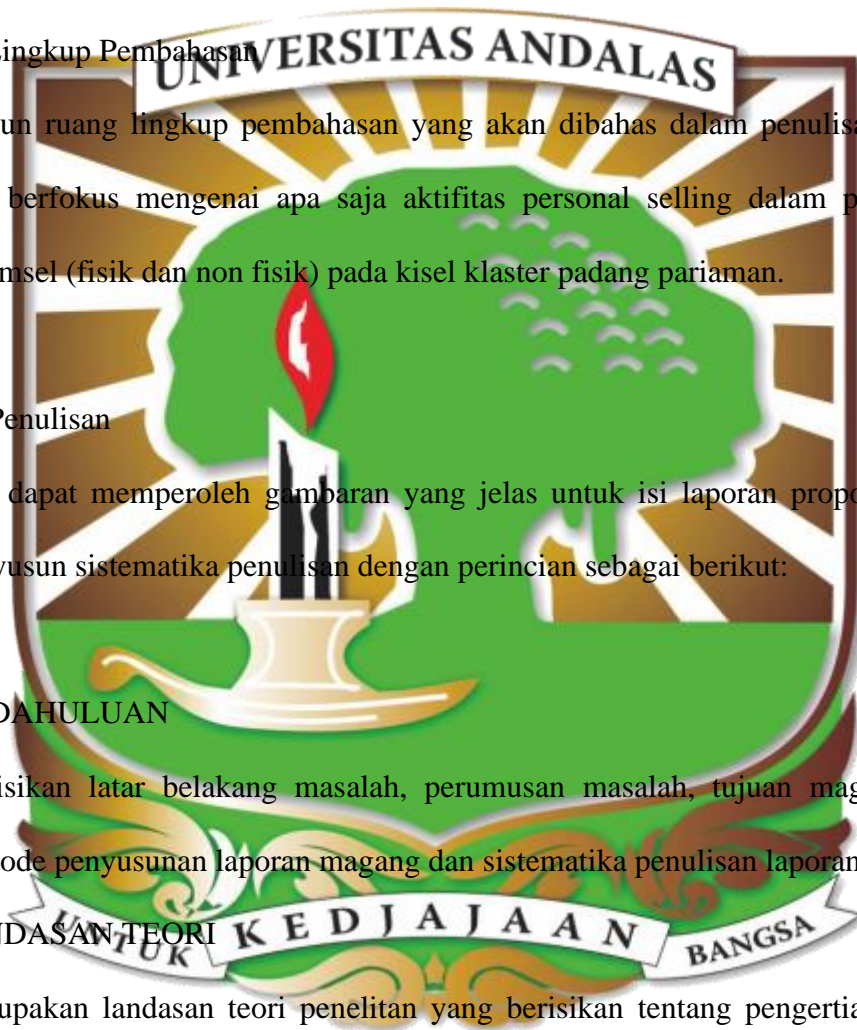 UNIVERSITAS ANDALAS
Lingkup Pembahasan
un ruang lingkup pembahasan yang akan dibahas dalam penulisa
berfokus mengenai apa saja aktifitas personal selling dalam p
msel (fisik dan non fisik) pada kisel klaster padang pariaman.
Penulisan
dapat memperoleh gambaran yang jelas untuk isi laporan propo
yusun sistematika penulisan dengan perincian sebagai berikut:
DAHULUAN
isikan latar belakang masalah, perumusan masalah, tujuan mag
ode penyusunan laporan magang dan sistematika penulisan laporan
NDASAN TEORI
UNTUK KEDJAJAAN BANGSA
upakan landasan teori penelitan yang berisikan tentang pengertia